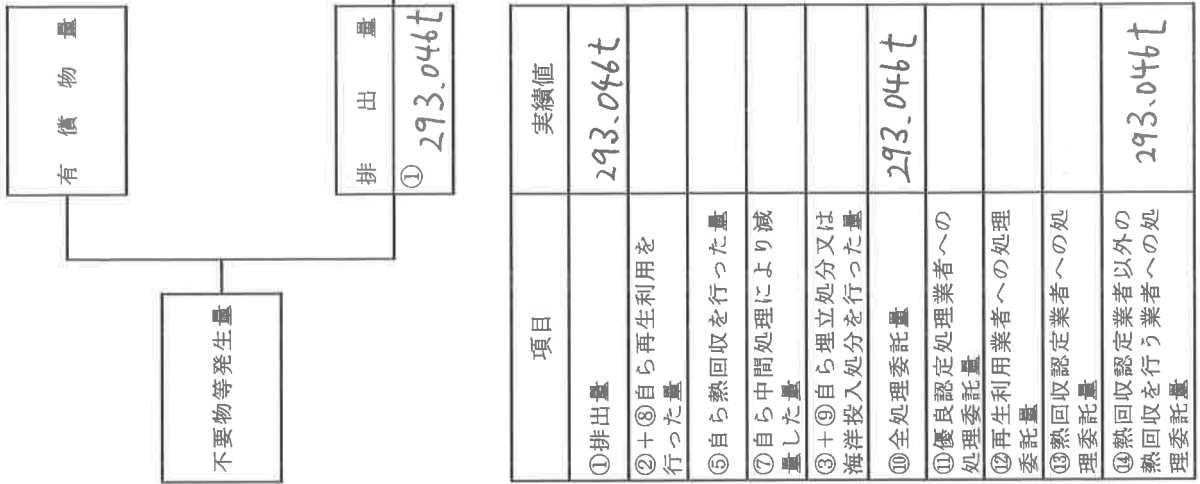 有償物量
不要物等発生量
排出量
① 293.046t
項目 実績値
①排出量 293.046t
②+⑧自ら再生利用を
行った量
⑤自ら熱回収を行った量
⑦自ら中間処理により減
量した量
③+⑨自ら埋立処分又は
海洋投入処分を行った量
⑩全処理委託量 293.046t
⑪優良認定処理業者への
処理委託量
⑫再生利用業者への処理
委託量
⑬熱回収認定業者への処
理委託量
⑭熱回収認定業者以外の
熱回収を行う業者への処
理委託量 293.046t